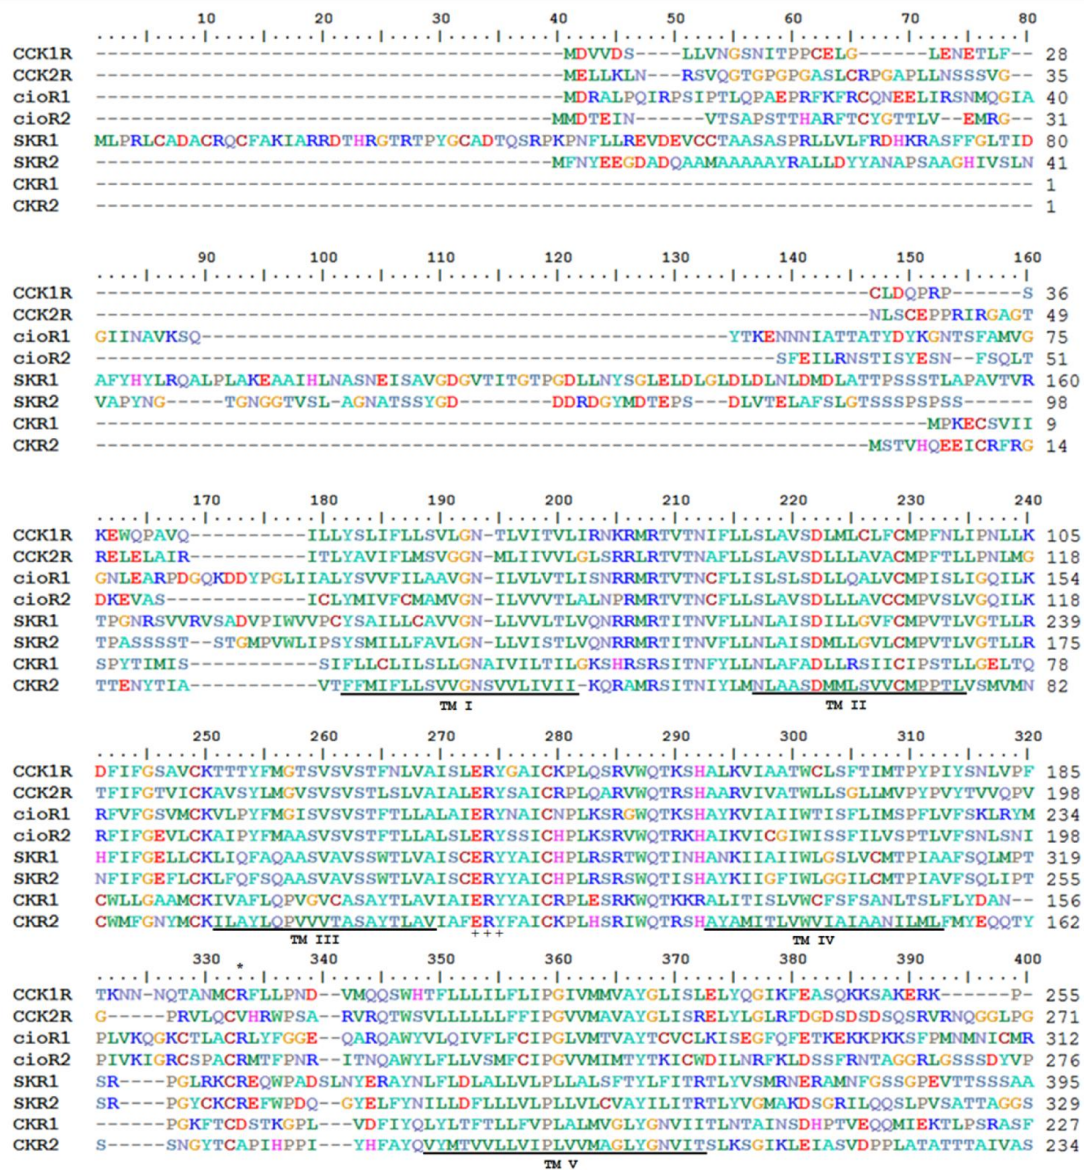 10 20 30 40 50 60 70 80
CCK1R ----------------------------------------MDVVDS----LLVNGSNITPPCELG------LENETLF-- 28
CCK2R ----------------------------------------MELLKLN---RSVQGTGPGPGASLCRPGAPLLNSSSVG-- 35
cioR1 ----------------------------------------MDRALPQIRPSIPTLQPAEPRFKFRCQNEELIRSNMQGIA 40
cioR2 ---------------------------------------MMDTEIN------VTSAPSTTHARFTCYGTTLV--EMRG-- 31
SKR1 MLPRLCADACRQCFAKIARRDTHRGTRTPYGCADTQSRPKPNFLLREVDEVCCTAASAPRLLVLFRDHKRASFFGLTID 80
SKR2 ---------------------------------------MFNYEEGDADQAAMAAAAAYRALLDYYANAPSAAGHIVSLN 41
CKR1 -------------------------------------------------------------------------------- 1
CKR2 -------------------------------------------------------------------------------- 1
90 100 110 120 130 140 150 160
CCK1R ------------------------------------------------------------------CLDQPRP------S 36
CCK2R ------------------------------------------------------------------NLSCEPPRIRGAGT 49
cioR1 GIINAVKSQ---------------------------------------------YTKENNNIATTATYDYKGNTSFAMVG 75
cioR2 ----------------------------------------------------------SFEILRNSTISYESN--FSQLT 51
SKR1 AFYHYLRQALPLAKEAAIHLNASNEISAVGDGVTITGTPGDLLNYSGLELDLGLDLDLNLDMDLATTPSSSTLAPAVTVR 160
SKR2 VAPYNG-----TGNGGTVSL-AGNATSSYGD--------DDRDGYMDTEPS---DLVTELAFSLGTSSSPSPSS------ 98
CKR1 -----------------------------------------------------------------------MPKECSVII 9
CKR2 ------------------------------------------------------------------MSTVHQEEICRFRG 14
170 180 190 200 210 220 230 240
CCK1R KEWQPAVQ----------ILLYSLIFLLSVLGN-TLVITVLIRNKRMRTVTNIFLLSLAVSDLMLCLFCMPFNLIPNLLK 105
CCK2R RELELAIR----------ITLYAVIFLMSVGGN-MLIIVVLGLSRRLRTVTNAFLLSLAVSDLLLAVACMPFTLLPNLMG 118
cioR1 GNLEARPDGQKDDYPGLIIALYSVVFILAAVGN-ILVLVTLISNRRMRTVTNCFLISLSLSDLLQALVCMPISLIGQILK 154
cioR2 DKEVAS------------ICLYMIVFCMAMVGN-ILVVVTLALNPRMRTVTNCFLLSLAVSDLLLAVCCMPVSLVGQILK 118
SKR1 TPGNRSVVRVSADVPIWVVPCYSAILLCAVVGN-LLVVLTLVQNRRMRTITNVFLLNLAISDILLGVFCMPVTLVGTLLR 239
SKR2 TPASSSST-STGMPVWLIPSYSMILLFAVLGN-LLVISTLVQNRRMRTITNVFLLNLAISDMLLGVLCMPVTLVGTLLR 175
CKR1 SPYTIMIS----------SIFLLCLILSLLGNAIVILTILGKSHRSRSITNFYLLNLAFADLLRSIICIPSTLLGELTQ 78
CKR2 TTENYTIA----------VTFFMIFLLSVVGNSVVLIVII-KQRAMRSITNIYLMNLAASDMMLSVVCMPPTLVSMVMN 82
TM I TM II
250 260 270 280 290 300 310 320
CCK1R DFIFGSAVCKTTTYFMGTSVSVSTFNLVAISLERYGAICKPLQSRVWQTKSHALKVIAATWCLSFTIMTPYPIYSNLVPF 185
CCK2R TFIFGTVICKAVSYLMGVSVSVSTLSLVAIALERYSAICRPLQARVWQTRSHAARVIVATWLLSGLLMVPYPVYTVVQPV 198
cioR1 RFVFGSVMCKVLPYFMGISVSVSTFTLLALAIERYFAICNPLKSRGWQTKSHAYKVIAIIWTISFLIMSPFLVFSKLRYM 234
cioR2 RFIFGEVLCKAIPYFMAASVSVSTFTLLALSLERYSSICHPLKSRVWQTRKHAIKVICGIWISSFILVSPTLVFSNLSNI 198
SKR1 HFIFGELLCKLIQFAQAASVAVSSWTLVAISCERYYAICHPLRSRTWQTINHANKIIAIIWLGSLVCMTPIAAFSQLMPT 319
SKR2 NFIFGEFLCKLFQFSQAASVAVSSWTLVAISCERYYAICHPLRSRSWQTISHAYKIIGFIWLGGILCMTPIAVFSQLIPT 255
CKR1 CWLLGAAMCKIVAFLQPVGVCASAYTLAVIAIERYYAICRPLESRKWQTKKRALITISLVWCFSFSANLTSLFLYDAN-- 156
CKR2 CWMFGNYMCKILAYLQPVVVTASAYTLAVIAFERYFAICKPLHSRIWQTRSHAYAMITLVWVIAIAANILMLFMYEQQTY 162
TM III +++ TM IV
330 340 350 360 370 380 390 400
*
CCK1R TKNN-NQTANMCRFLLPND--VMQQSWHTFLLLILFLIPGIVMMVAYGLISLELYQGIKFEASQKKSAKERK------P- 255
CCK2R G----PRVLQCVHRWPSA--RVRQTWSVLLLLLLFFIPGVVMAVAYGLISRELYLGLRFDGDSDSDSQSRVRNQGGLPG 271
cioR1 PLVKQGKCTLACRLYFGGE--QARQAWYVLQIVFLFCIPGLVMTVAYTCVCLKISEGFQFETKEKKPKKSFPMNMNICMR 312
cioR2 PIVKIGRCSPACRMTFPNR--ITNQAWYLFLLVSMFCIPGVVMIMTYTKICWDILNRFKLDSSFRNTAGGRLGSSSDYVP 276
SKR1 SR----PGLRKCREQWPADSLNYERAYNLFLDLALLVLPLLALSFTYLFITRTLYVSMRNERAMNFGSSGPEVTTSSSAA 395
SKR2 SR----PGYCKCREFWPDQ--GYELFYNILLDFLLLVLPLLVLCVAYILITRTLYVGMAKDSGRILQQSLPVSATTAGGS 329
CKR1 -----PGKFTCDSTKGPL--VDFIYQLYLTFTLLFVPLALMVGLYGNVIITLNTAINSDHPTVEQQMIEKTLPSRASF 227
CKR2 S-----SNGYTCAPIHPPI--YHFAYQVYMTVVLLVIPLVVMAGLYGNVITSLKSGIKLEIASVDPPLATATTTAIVAS 234
TM V